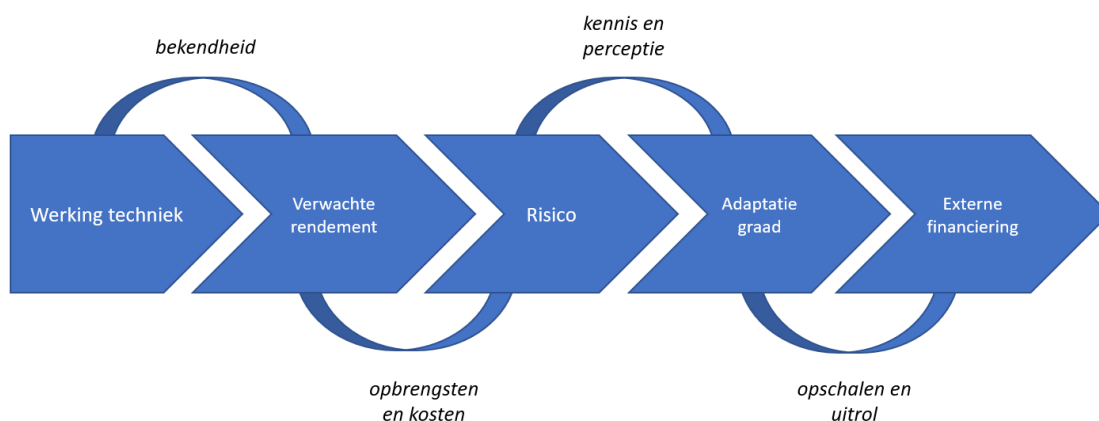 bekendheid
kennis en
perceptie
Werking techniek
Verwachte
rendement
Risico
Adaptatie
graad
Externe
financiering
opbrengsten
en kosten
opschalen en
uitrol